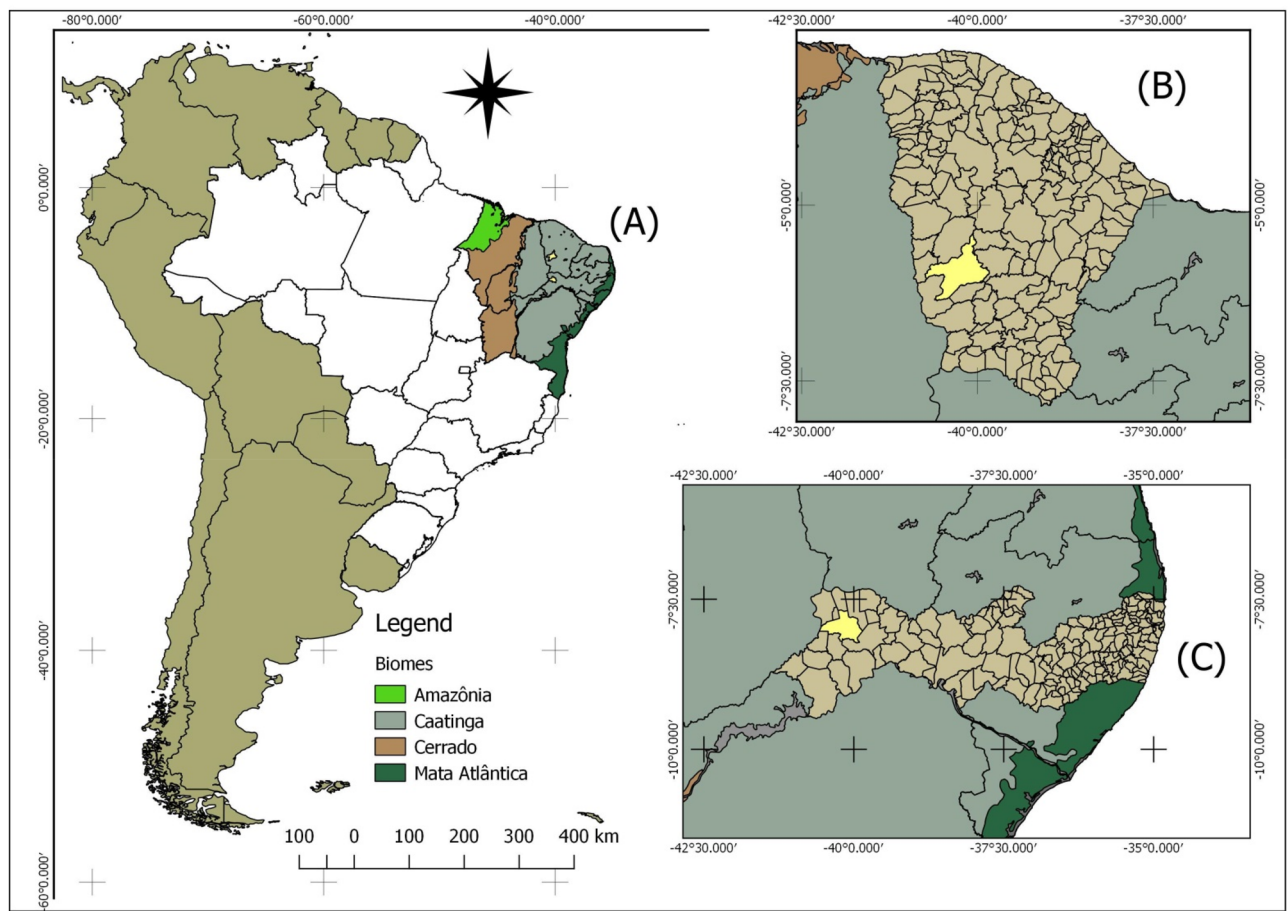 -80°0.000′ -60°0.000′ -40°0.000′
0°0.000′
-20°0.000′
-40°0.000′
-60°0.000′
(A)
Legend
Biomes
Amazônia
Caatinga
Cerrado
Mata Atlântica
100 0 100 200 300 400 km
-42°30.000′ -40°0.000′ -37°30.000′
(B)
-5°0.000′ -5°0.000′
-7°30.000′ -7°30.000′
-42°30.000′ -40°0.000′ -37°30.000′
-42°30.000′ -40°0.000′ -37°30.000′ -35°0.000′
-7°30.000′ -7°30.000′
(C)
-10°0.000′ -10°0.000′
-42°30.000′ -40°0.000′ -37°30.000′ -35°0.000′